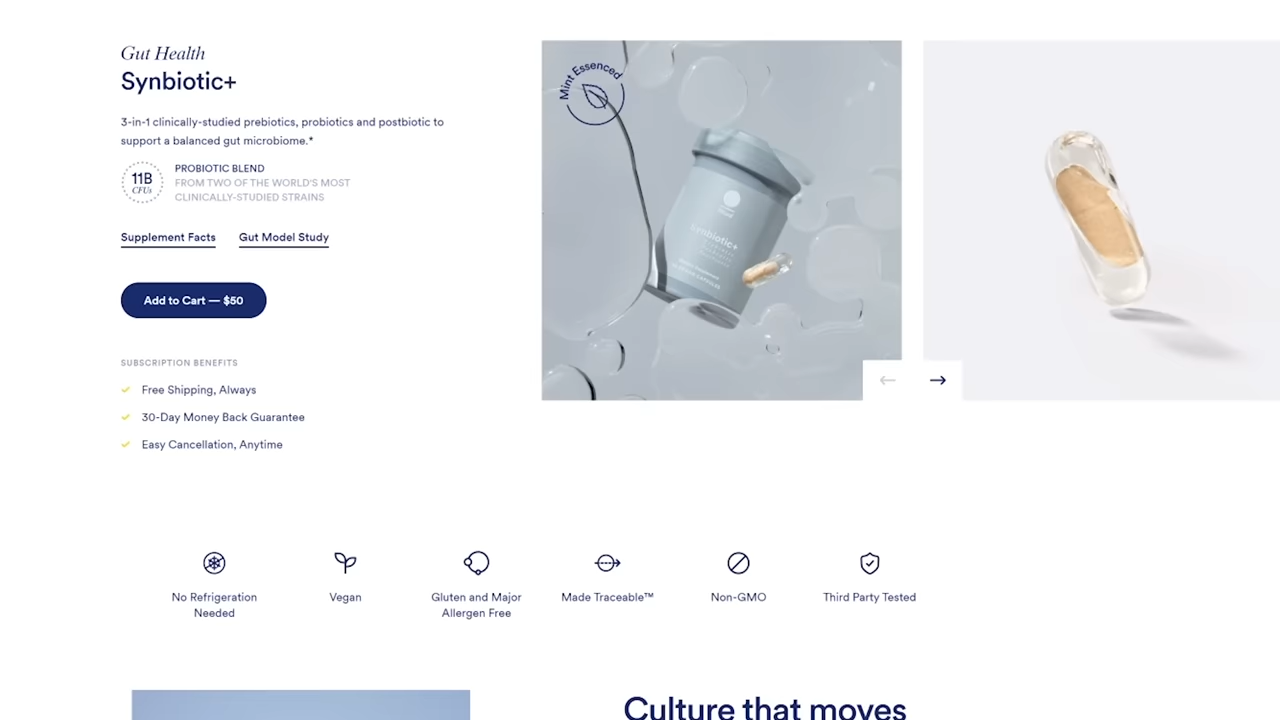 Gut Health
Synbiotic+
3-in-1 clinically-studied prebiotics, probiotics and postbiotic to
support a balanced gut microbiome.*
11B
CFUs
PROBIOTIC BLEND
FROM TWO OF THE WORLD'S MOST
CLINICALLY-STUDIED STRAINS
Supplement Facts
Gut Model Study
Add to Cart — $50
SUBSCRIPTION BENEFITS
Free Shipping, Always
30-Day Money Back Guarantee
Easy Cancellation, Anytime
Mint Essenced
Synbiotic+
No Refrigeration
Needed
Vegan
Gluten and Major
Allergen Free
Made Traceable™
Non-GMO
Third Party Tested
Culture that moves